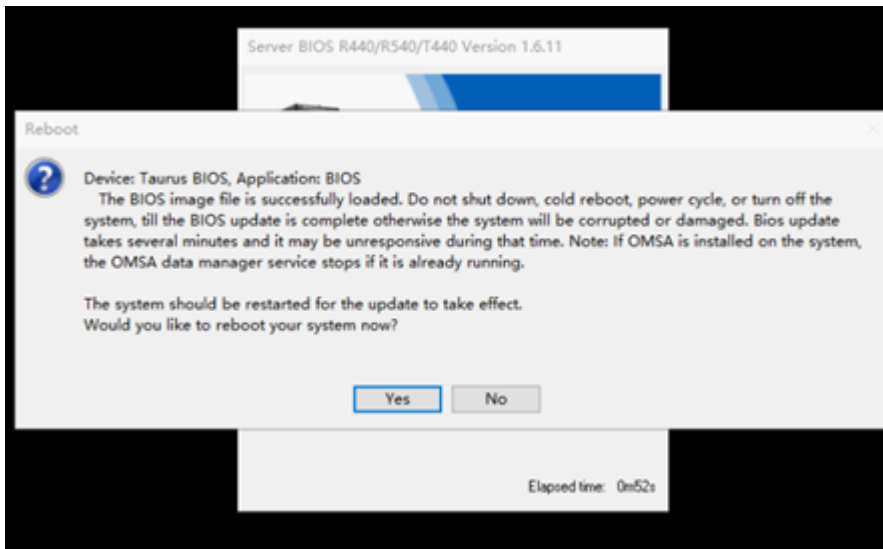 Server BIOS R440/R540/T440 Version 1.6.11
Reboot
Device: Taurus BIOS, Application: BIOS
The BIOS image file is successfully loaded. Do not shut down, cold reboot, power cycle, or turn off the
system, till the BIOS update is complete otherwise the system will be corrupted or damaged. Bios update
takes several minutes and it may be unresponsive during that time. Note: If OMSA is installed on the system,
the OMSA data manager service stops if it is already running.
The system should be restarted for the update to take effect.
Would you like to reboot your system now?
Yes
No
Elapsed time: 0m52s